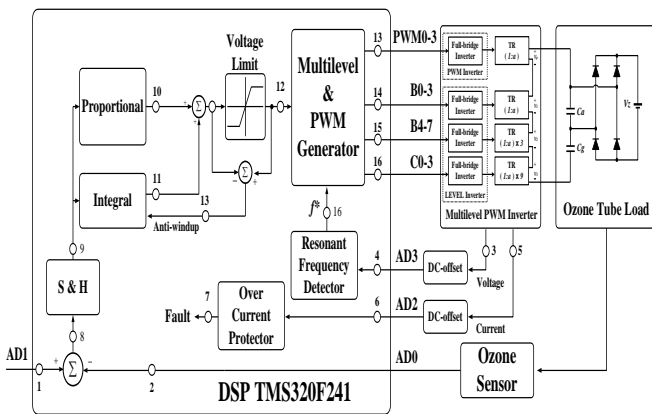 13 PWM0-3
Voltage
Limit
Multilevel
&
PWM
Generator
Full-bridge
Inverter
PWM Inverter
TR
(1:a)
10
Proportional
+
Σ
+
12
14 B0-3
Full-bridge
Inverter
TR
(1:a)
Ca
Vz
15 B4-7
Full-bridge
Inverter
TR
(1:a) x 3
Cg
11
Integral
13
Anti-windup
−
Σ
+
16 C0-3
Full-bridge
Inverter
LEVEL Inverter
TR
(1:a) x 9
Multilevel PWM Inverter
Ozone Tube Load
f*
16
9
Resonant
Frequency
Detector
4 AD3
DC-offset
3
5
Voltage
S & H
7
Fault
Over
Current
Protector
6 AD2
DC-offset
Current
8
AD1
1
+
Σ
−
2
AD0
Ozone
Sensor
DSP TMS320F241